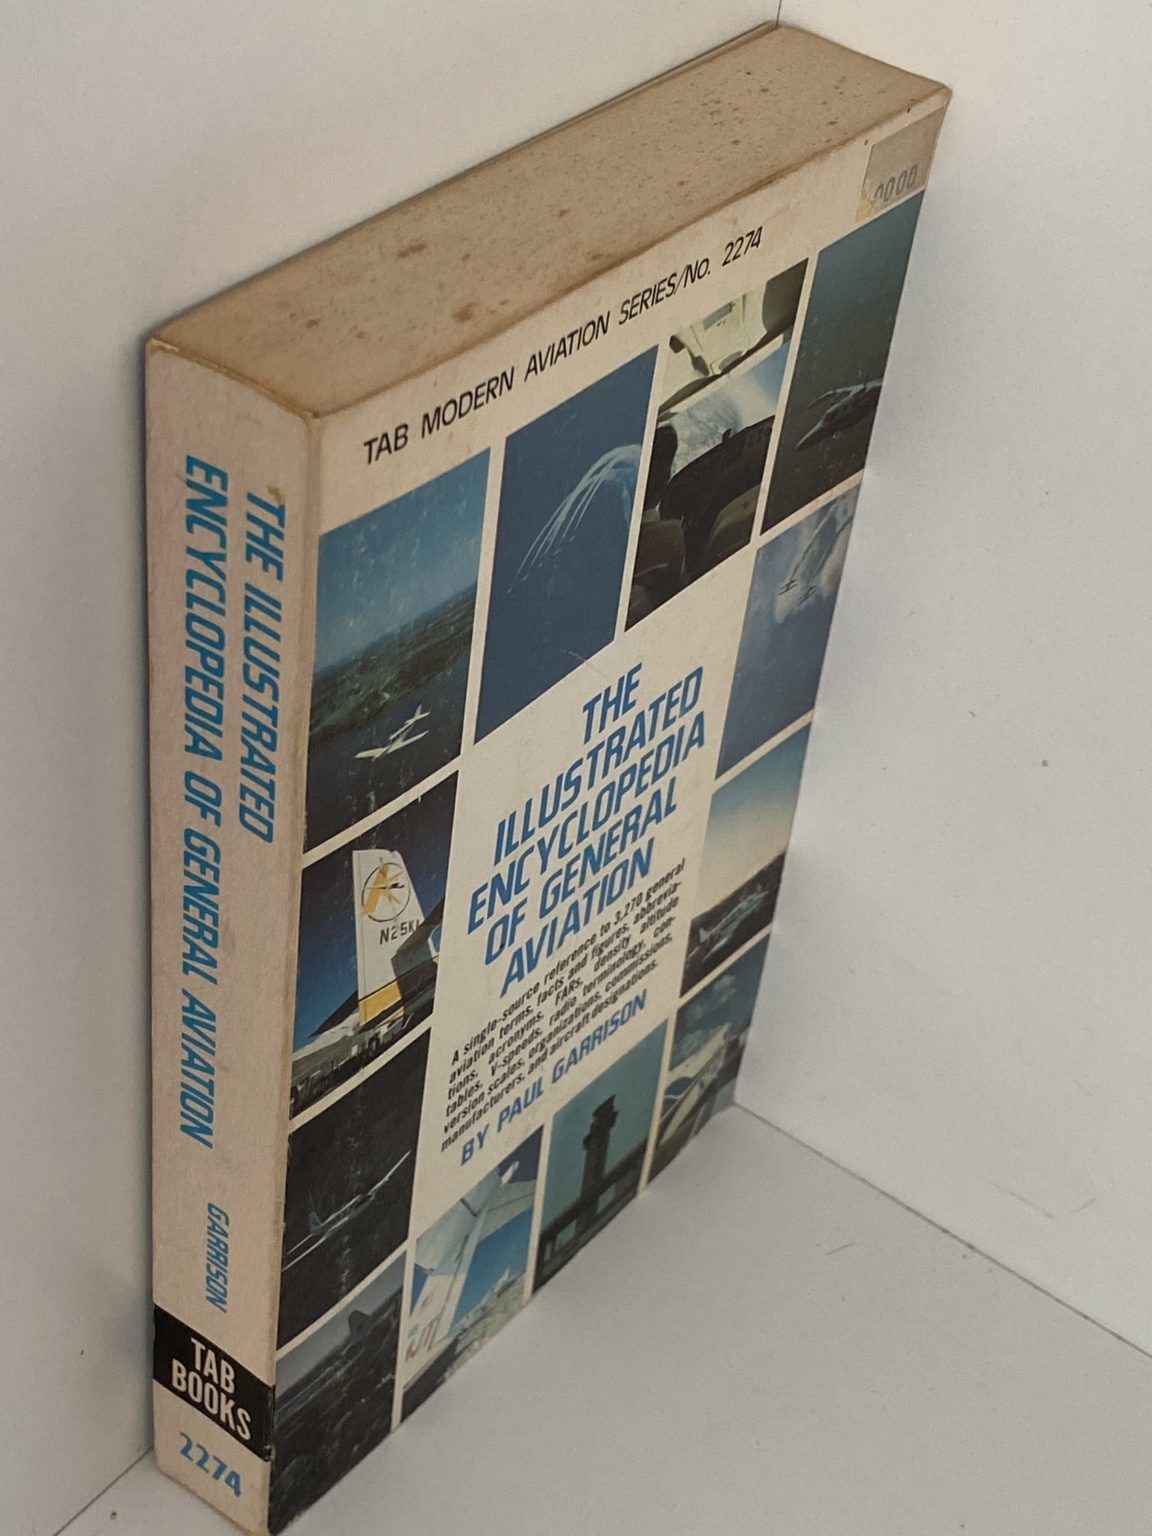 THE ILLUSTRATED
ENCYCLOPEDIA OF GENERAL AVIATION
GARRISON
TAB
BOOKS
2274
TAB MODERN AVIATION SERIES/No. 2274
THE
ILLUSTRATED
ENCYCLOPEDIA
OF GENERAL
AVIATION
A single-source reference to 3,270 general
aviation terms, facts and figures, abbrevia-
tions, acronyms, FARs, density altitude
tables, V-speeds, radio terminology, con-
version scales, organizations, commissions,
manufacturers, and aircraft designations.
BY PAUL GARRISON
N25K